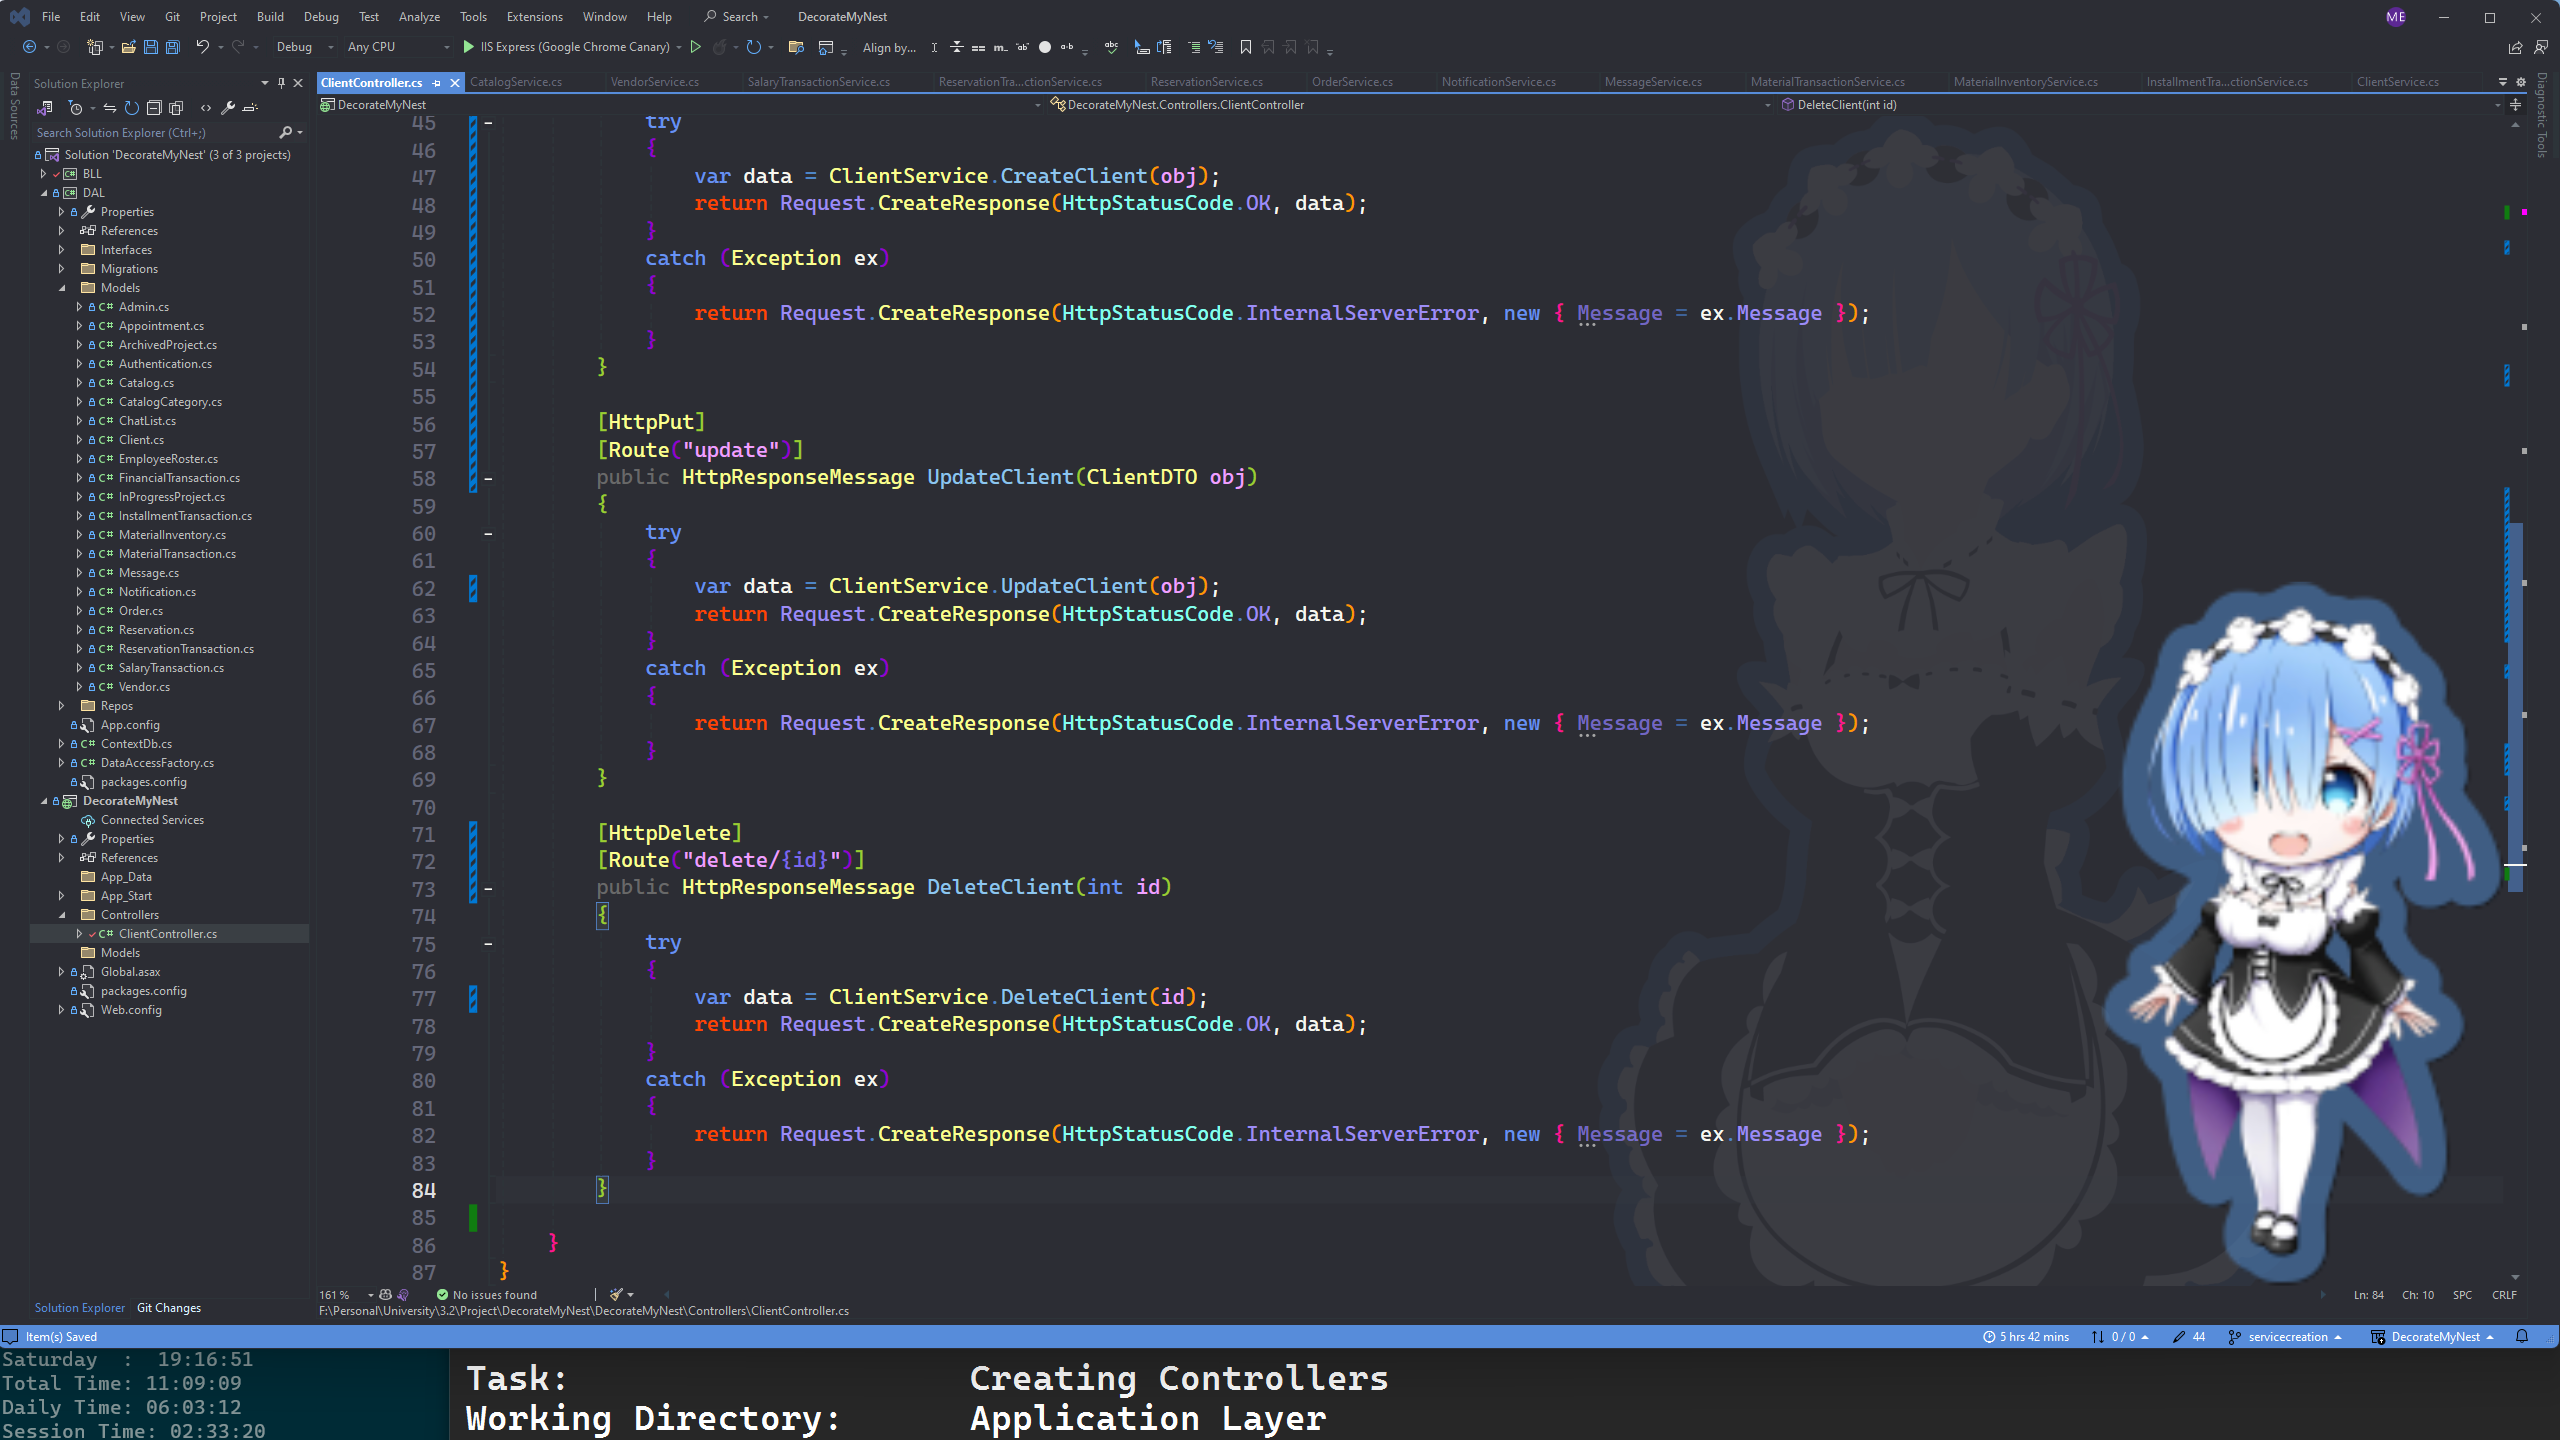 File Edit View Git Project Build Debug Test Analyze Tools Extensions Window Help Search DecorateMyNest ME
Debug Any CPU IIS Express (Google Chrome Canary) Align by...
Data Sources
Solution Explorer
Search Solution Explorer (Ctrl+;)
Solution 'DecorateMyNest' (3 of 3 projects)
BLL
DAL
Properties
References
Interfaces
Migrations
Models
C# Admin.cs
C# Appointment.cs
C# ArchivedProject.cs
C# Authentication.cs
C# Catalog.cs
C# CatalogCategory.cs
C# ChatList.cs
C# Client.cs
C# EmployeeRoster.cs
C# FinancialTransaction.cs
C# InProgressProject.cs
C# InstallmentTransaction.cs
C# MaterialInventory.cs
C# MaterialTransaction.cs
C# Message.cs
C# Notification.cs
C# Order.cs
C# Reservation.cs
C# ReservationTransaction.cs
C# SalaryTransaction.cs
C# Vendor.cs
Repos
App.config
C# ContextDb.cs
C# DataAccessFactory.cs
packages.config
DecorateMyNest
Connected Services
Properties
References
App_Data
App_Start
Controllers
C# ClientController.cs
Models
Global.asax
packages.config
Web.config
Solution Explorer Git Changes
ClientController.cs CatalogService.cs VendorService.cs SalaryTransactionService.cs ReservationTra...ctionService.cs ReservationService.cs OrderService.cs NotificationService.cs MessageService.cs MaterialTransactionService.cs MaterialInventoryService.cs InstallmentTra...ctionService.cs ClientService.cs
DecorateMyNest DecorateMyNest.Controllers.ClientController DeleteClient(int id)
Diagnostic Tools
45 try
46 {
47 var data = ClientService.CreateClient(obj);
48 return Request.CreateResponse(HttpStatusCode.OK, data);
49 }
50 catch (Exception ex)
51 {
52 return Request.CreateResponse(HttpStatusCode.InternalServerError, new { Message = ex.Message });
53 }
54 }
55
56 [HttpPut]
57 [Route("update")]
58 public HttpResponseMessage UpdateClient(ClientDTO obj)
59 {
60 try
61 {
62 var data = ClientService.UpdateClient(obj);
63 return Request.CreateResponse(HttpStatusCode.OK, data);
64 }
65 catch (Exception ex)
66 {
67 return Request.CreateResponse(HttpStatusCode.InternalServerError, new { Message = ex.Message });
68 }
69 }
70
71 [HttpDelete]
72 [Route("delete/{id}")]
73 public HttpResponseMessage DeleteClient(int id)
74 {
75 try
76 {
77 var data = ClientService.DeleteClient(id);
78 return Request.CreateResponse(HttpStatusCode.OK, data);
79 }
80 catch (Exception ex)
81 {
82 return Request.CreateResponse(HttpStatusCode.InternalServerError, new { Message = ex.Message });
83 }
84 }
85
86 }
87 }
161 % No issues found Ln: 84 Ch: 10 SPC CRLF
F:\Personal\University\3.2\Project\DecorateMyNest\DecorateMyNest\Controllers\ClientController.cs
Item(s) Saved 5 hrs 42 mins 0 / 0 44 servicecreation DecorateMyNest
Saturday : 19:16:51
Total Time: 11:09:09
Daily Time: 06:03:12
Session Time: 02:33:20
Task: Creating Controllers
Working Directory: Application Layer